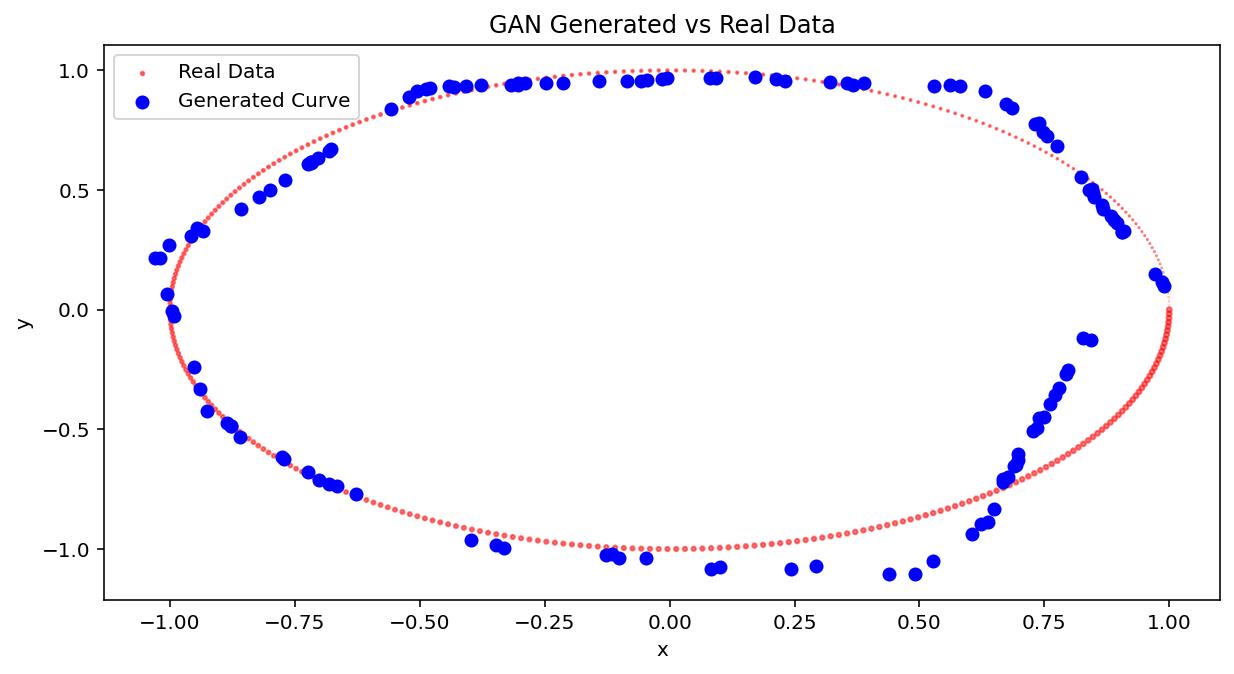 GAN Generated vs Real Data
Real Data
Generated Curve
1.0
0.5
0.0
−0.5
−1.0
y
−1.00 −0.75 −0.50 −0.25 0.00 0.25 0.50 0.75 1.00
x